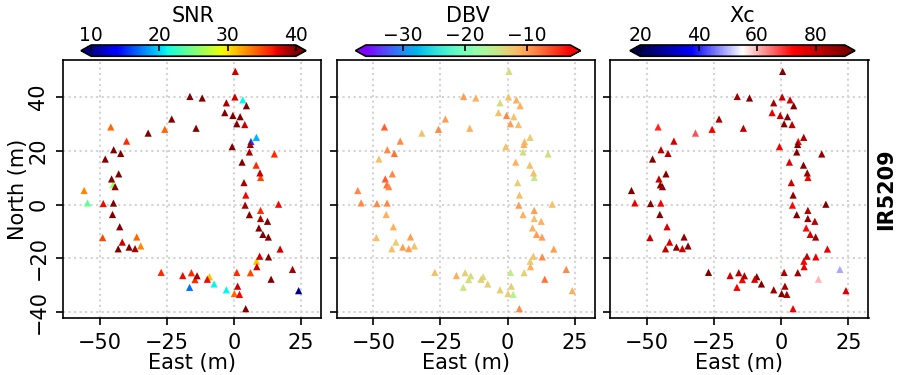 SNR DBV Xc
10 20 30 40 −30 −20 −10 20 40 60 80
40
20
0
−20
−40
North (m)
−50 −25 0 25 −50 −25 0 25 −50 −25 0 25
East (m) East (m) East (m)
IR5209